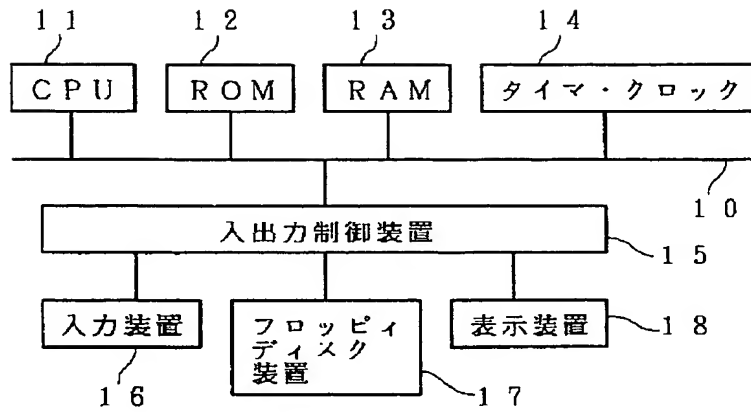 11 12 13 14
CPU ROM RAM タイマ・クロック
10
入出力制御装置
15
入力装置 フロッピィ 表示装置 18
ディスク
装置
16 17